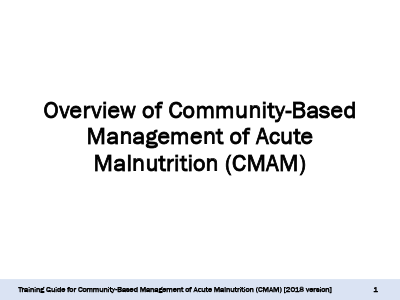 Overview of Community-Based
Management of Acute
Malnutrition (CMAM)
Training Guide for Community-Based Management of Acute Malnutrition (CMAM) [2018 version] 1